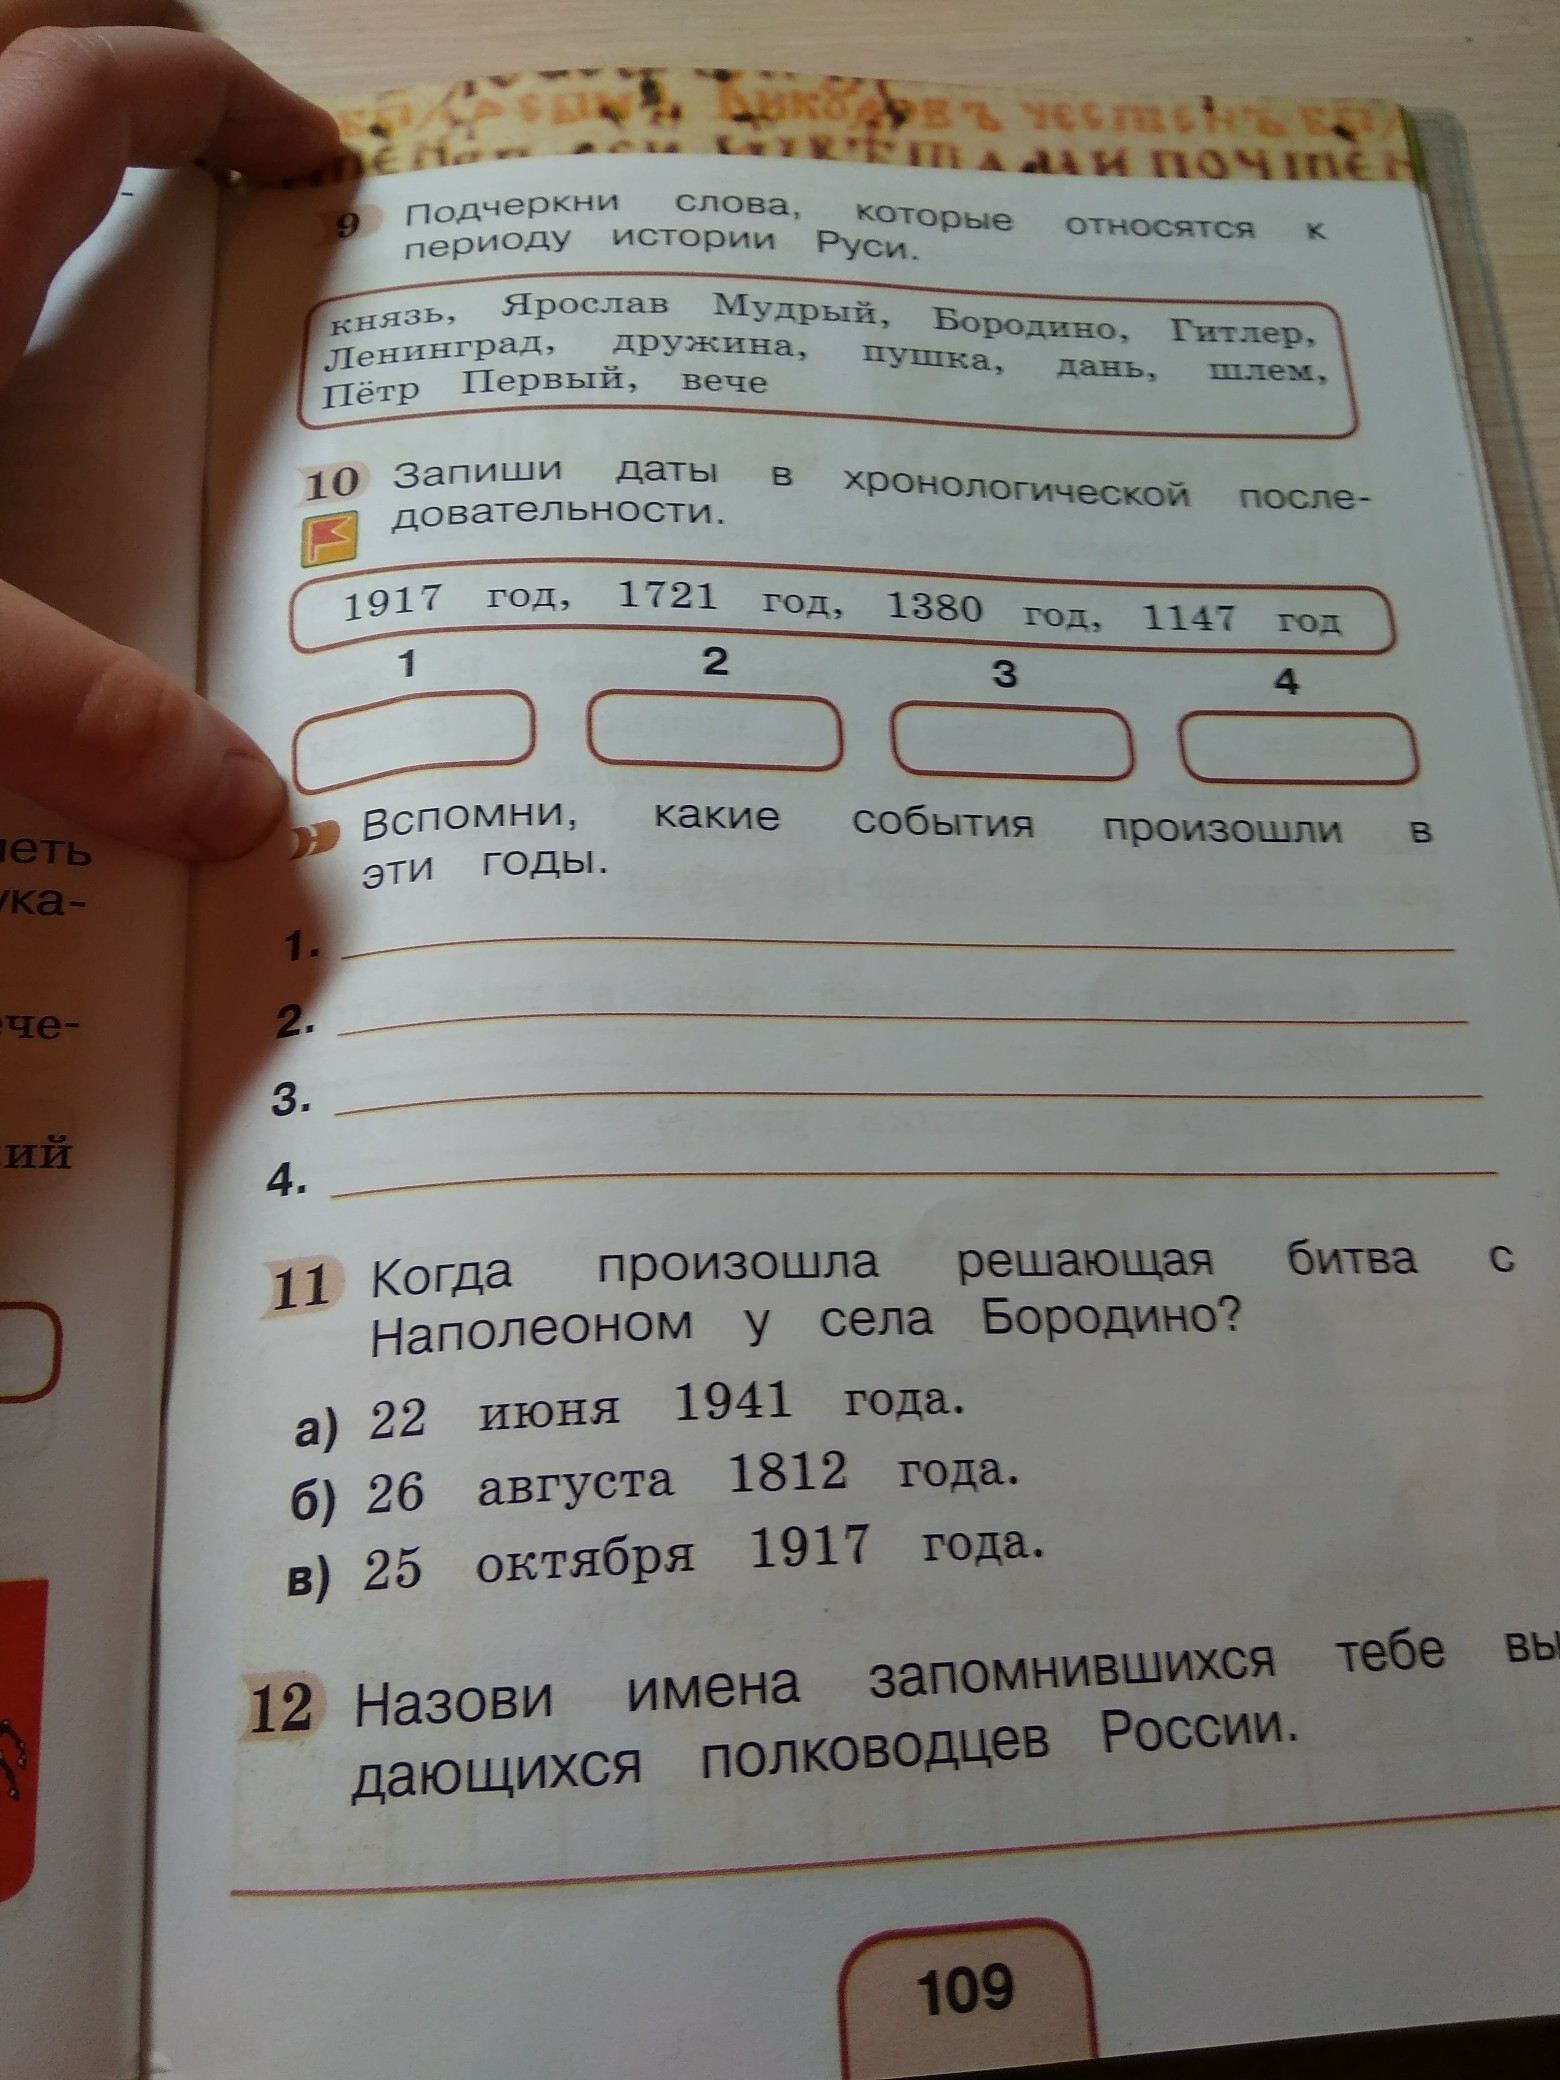 9 Подчеркни слова, которые относятся к
периоду истории Руси.
князь, Ярослав Мудрый, Бородино, Гитлер,
Ленинград, дружина, пушка, дань, шлем,
Пётр Первый, вече
10 Запиши даты в хронологической после-
довательности.
1917 год, 1721 год, 1380 год, 1147 год
1 2 3 4
Вспомни, какие события произошли в
эти годы.
1.
2.
3.
4.
11 Когда произошла решающая битва с
Наполеоном у села Бородино?
а) 22 июня 1941 года.
б) 26 августа 1812 года.
в) 25 октября 1917 года.
12 Назови имена запомнившихся тебе вы
дающихся полководцев России.
109